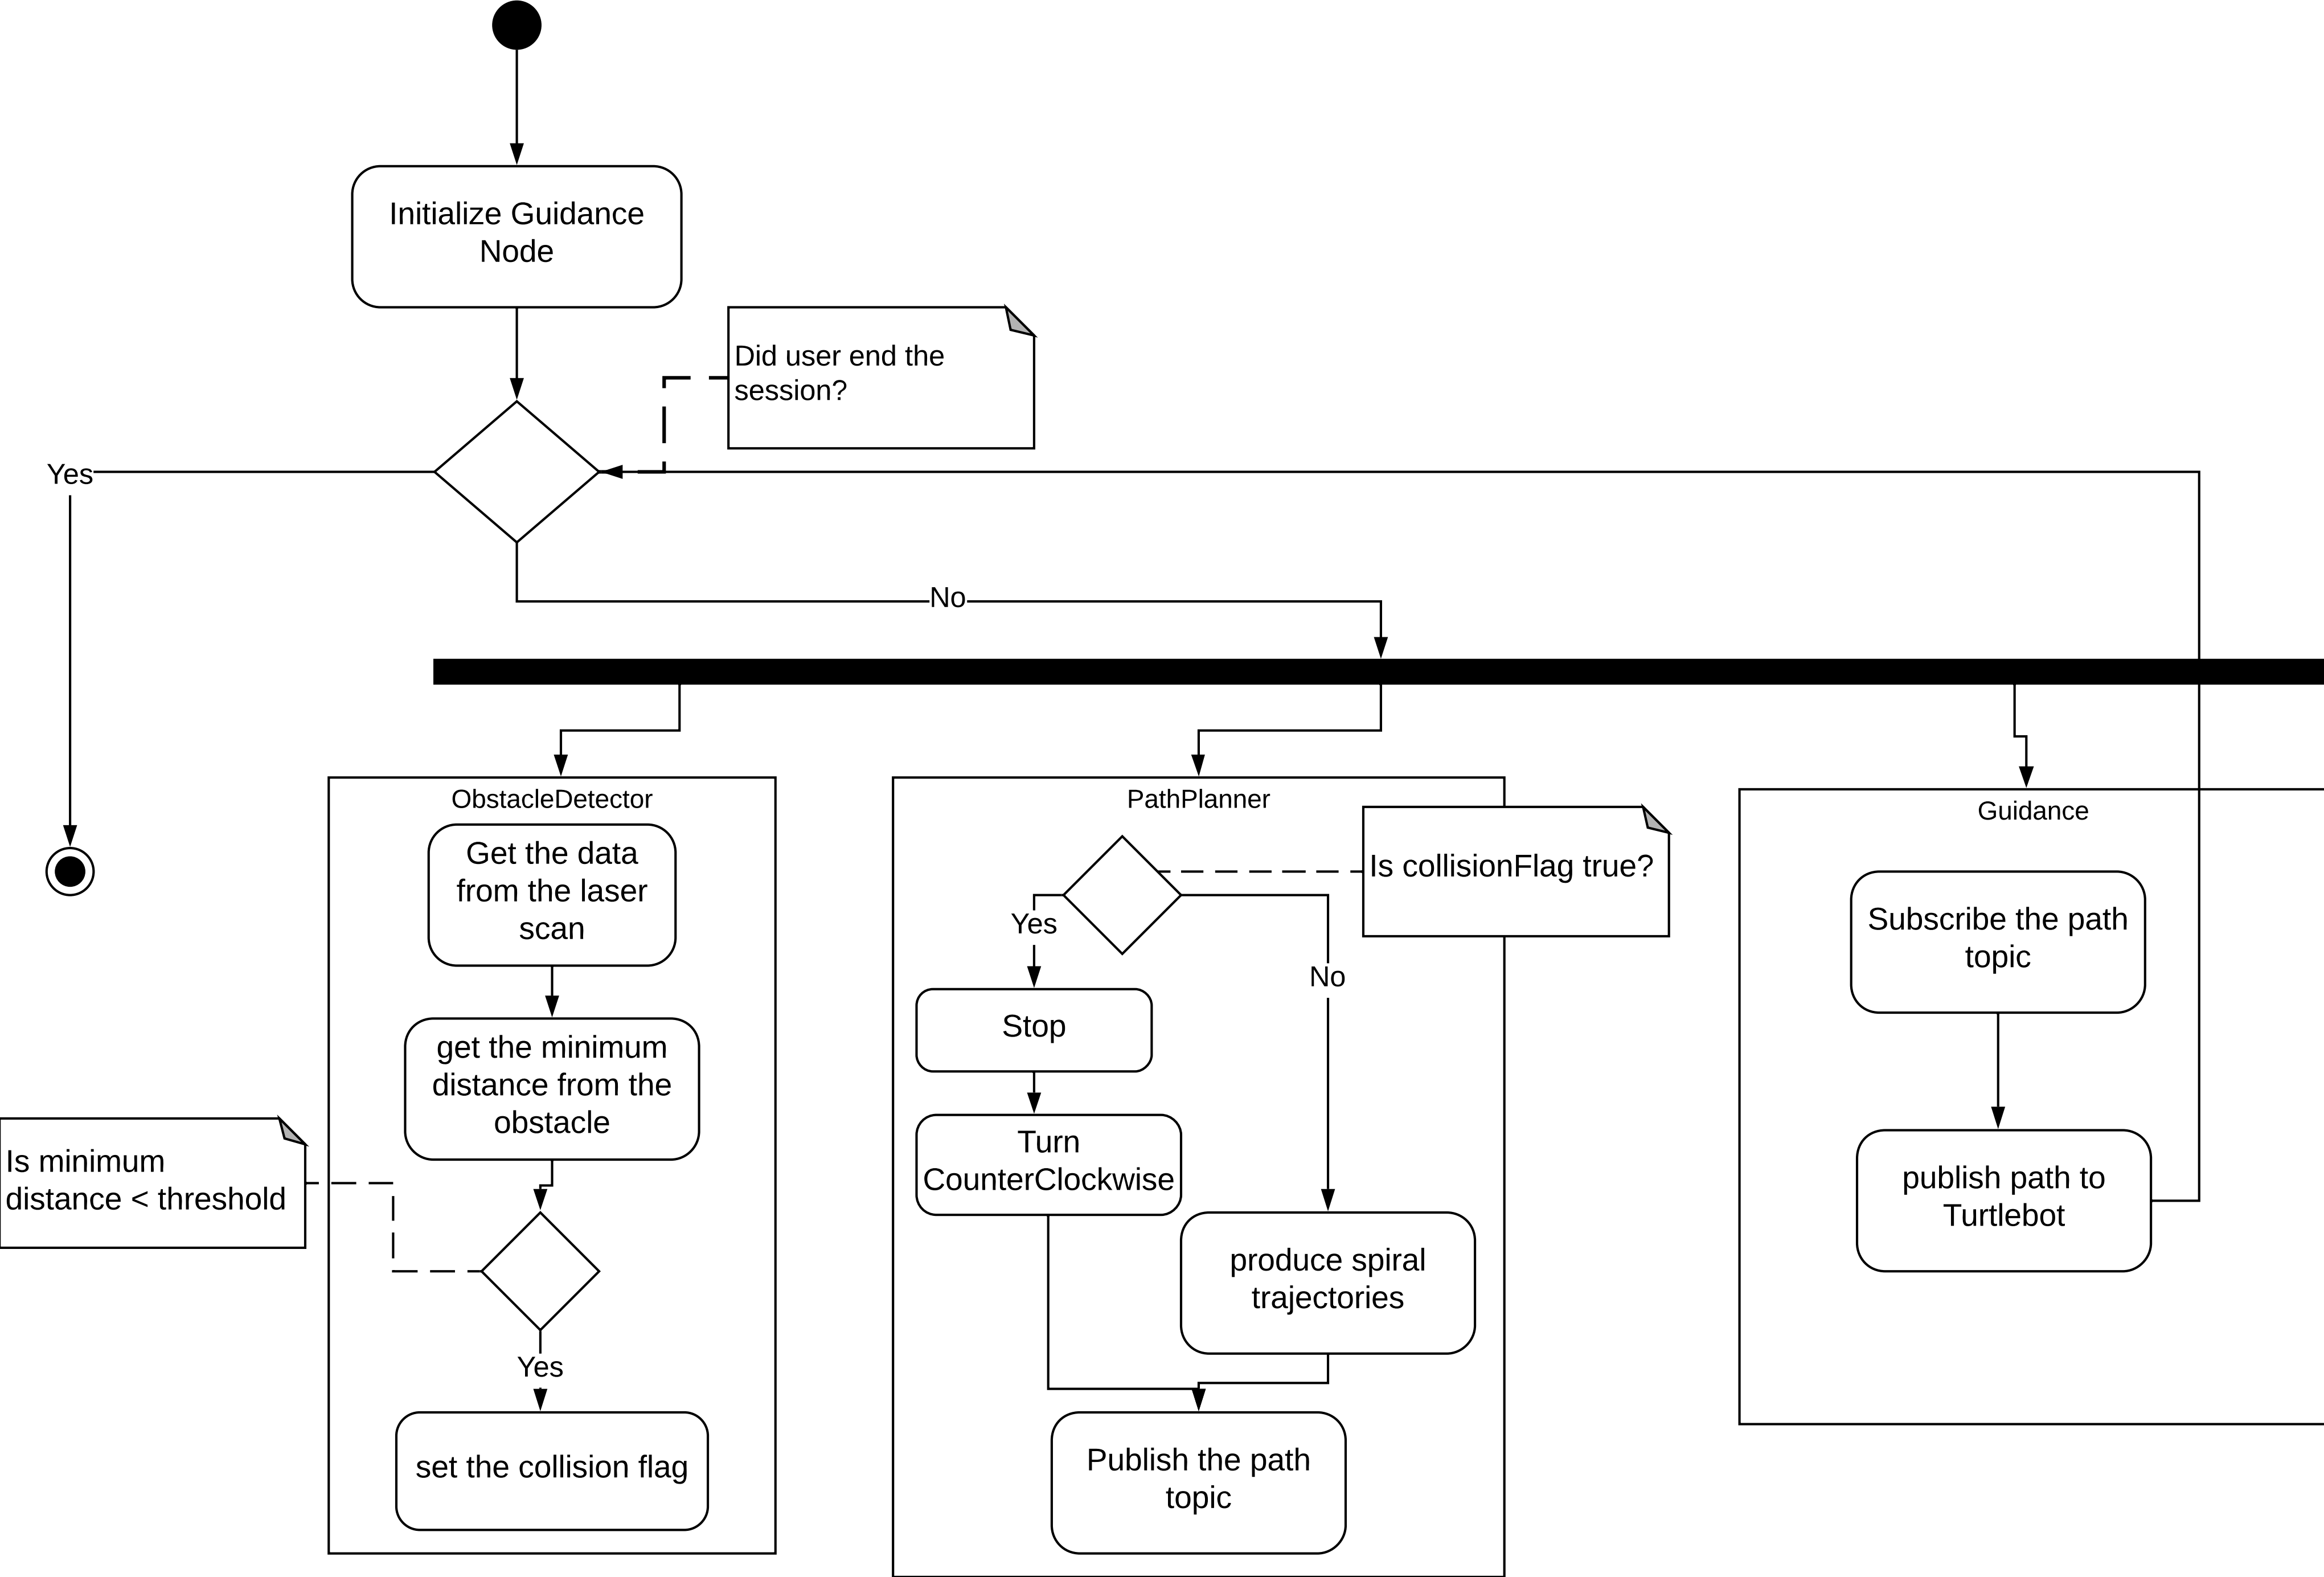 Initialize Guidance
Node
Did user end the
session?
Yes
No
ObstacleDetector
Get the data
from the laser
scan
get the minimum
distance from the
obstacle
Is minimum
distance < threshold
Yes
set the collision flag
PathPlanner
Is collisionFlag true?
Yes
No
Stop
Turn
CounterClockwise
produce spiral
trajectories
Publish the path
topic
Guidance
Subscribe the path
topic
publish path to
Turtlebot